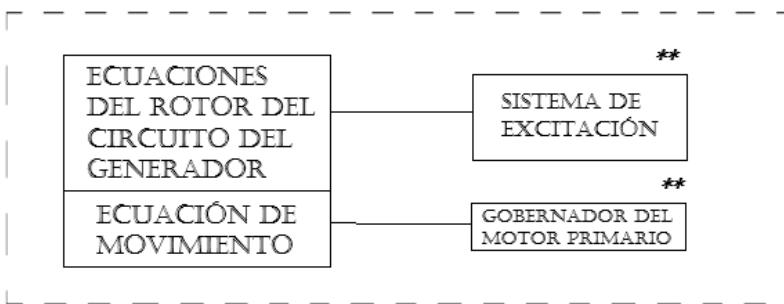 **
ECUACIONES
DEL ROTOR DEL
CIRCUITO DEL
GENERADOR
SISTEMA DE
EXCITACIÓN
**
ECUACIÓN DE
MOVIMIENTO
GOBERNADOR DEL
MOTOR PRIMARIO